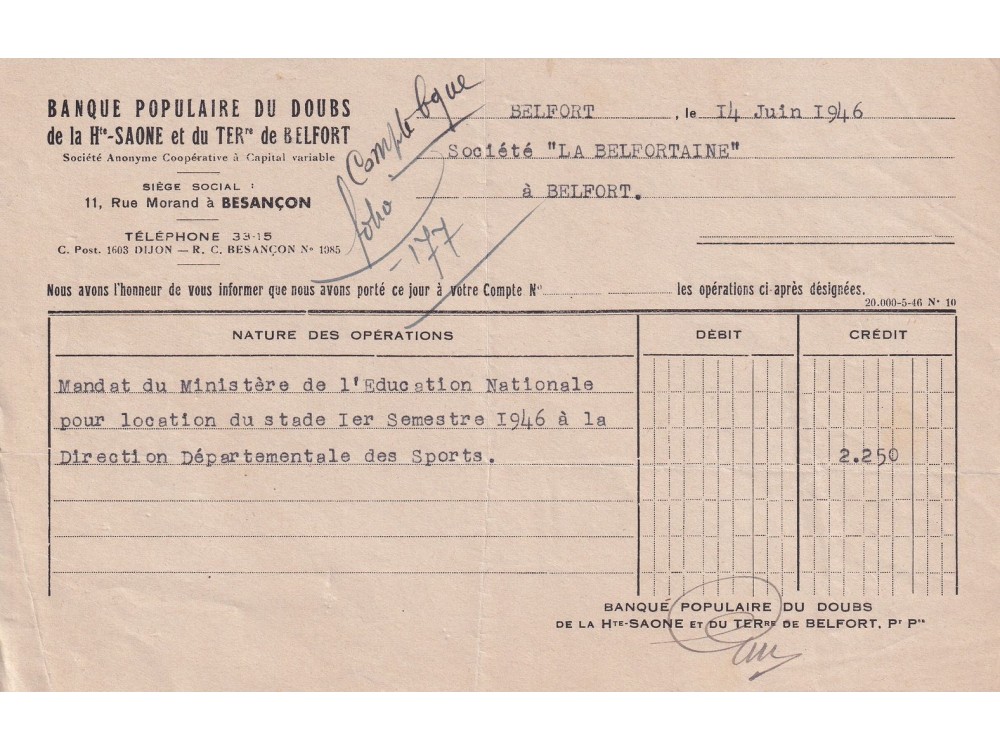 BANQUE POPULAIRE DU DOUBS
de la Hte-SAONE et du TERre de BELFORT
Société Anonyme Coopérative à Capital variable
SIÈGE SOCIAL :
11, Rue Morand à BESANÇON
TÉLÉPHONE 33-15
C. Post. 1603 DIJON — R. C. BESANÇON No 1985
Compte Bque
folio
-177
BELFORT, le 14 Juin 1946
Société "LA BELFORTAINE"
à BELFORT.
Nous avons l'honneur de vous informer que nous avons porté ce jour à votre Compte No les opérations ci-après désignées.
20.000-5-46 No 10
NATURE DES OPÉRATIONS DÉBIT CRÉDIT
Mandat du Ministère de l'Education Nationale
pour location du stade Ier Semestre 1946 à la
Direction Départementale des Sports. 2.250
BANQUE POPULAIRE DU DOUBS
DE LA HTE-SAONE ET DU TERRE DE BELFORT, Pr Pon